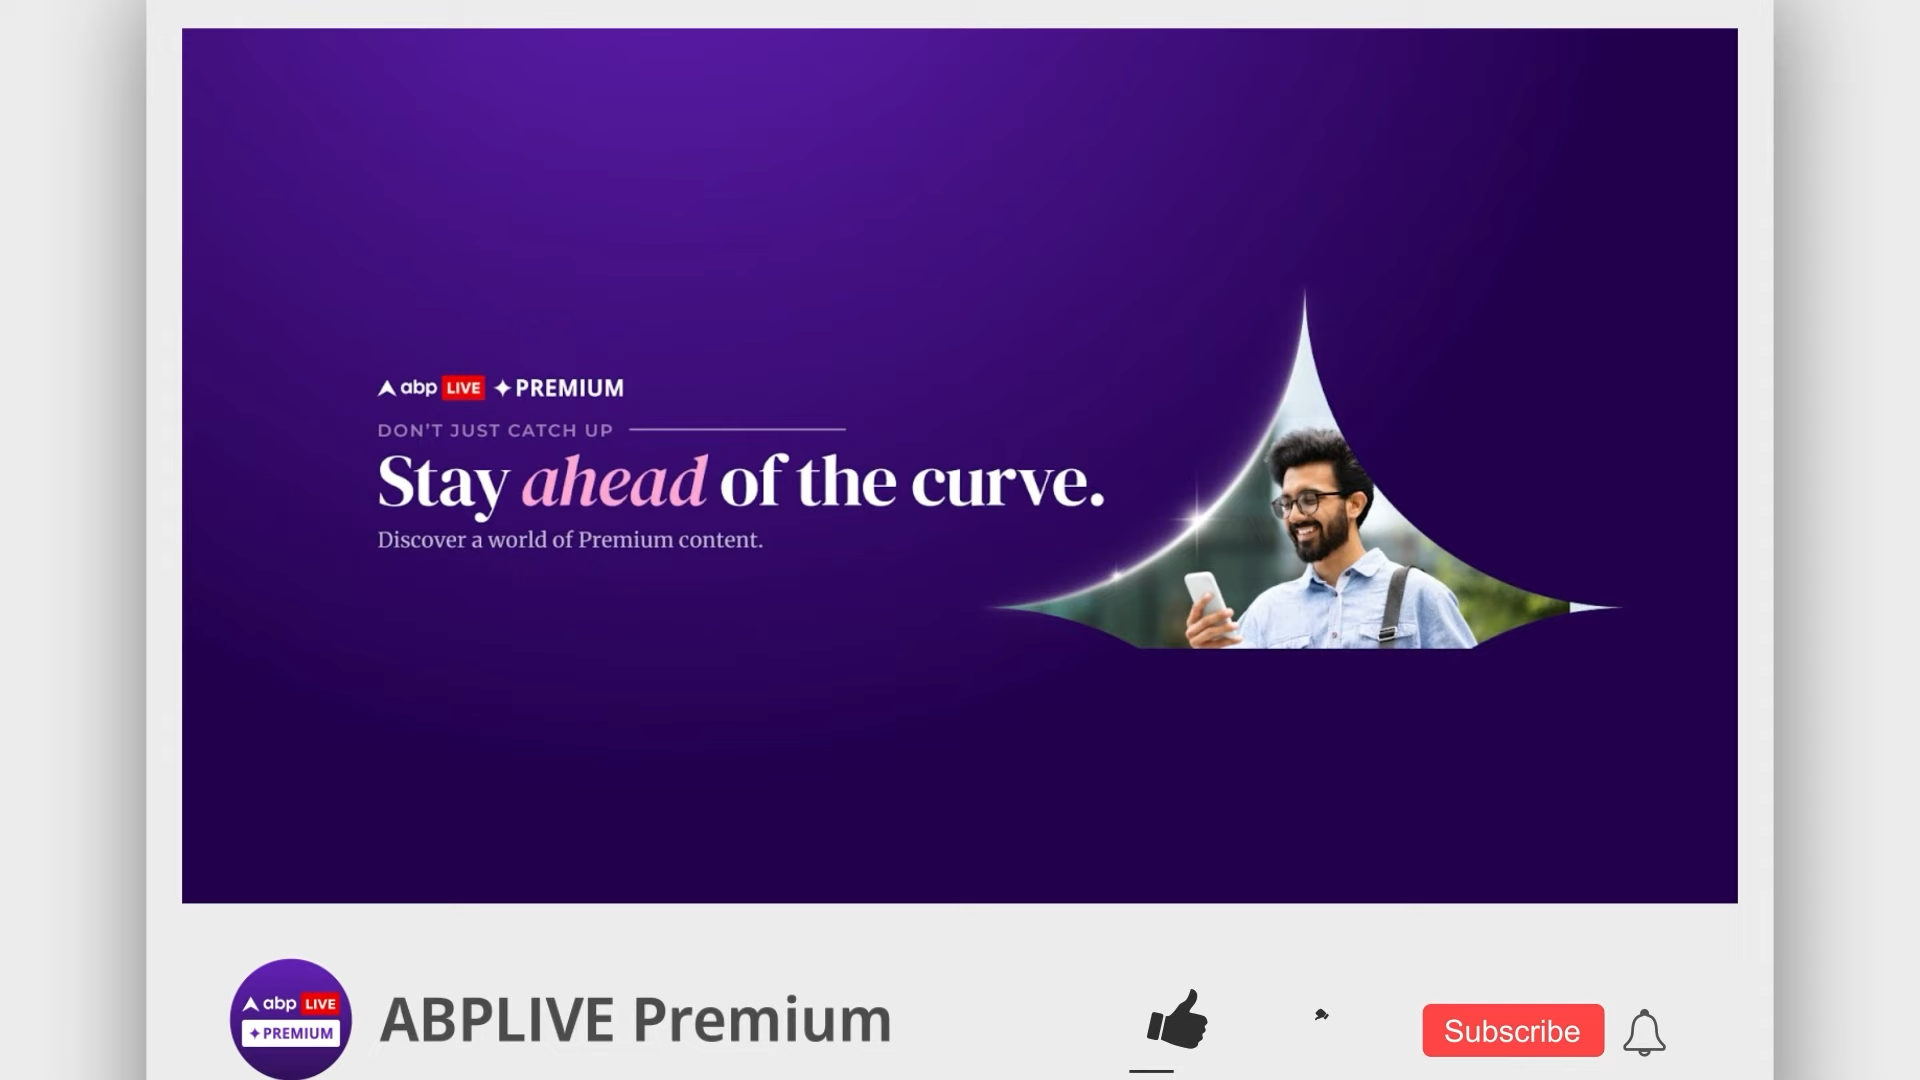 abp LIVE PREMIUM
DON'T JUST CATCH UP
Stay ahead of the curve.
Discover a world of Premium content.
abp LIVE
PREMIUM
ABPLIVE Premium
Subscribe